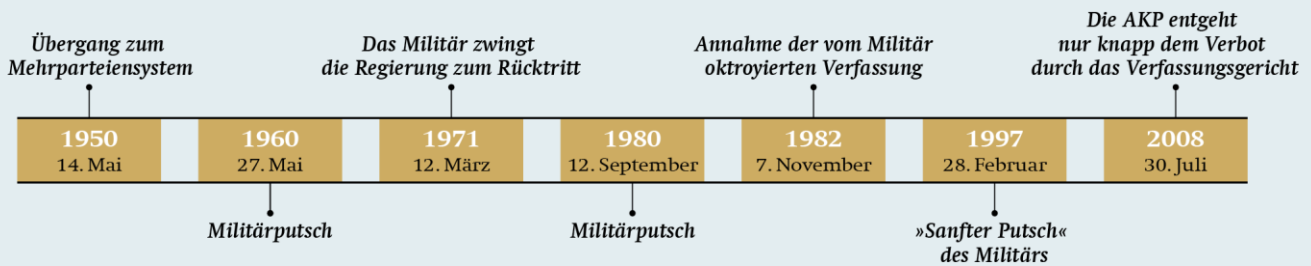 Übergang zum
Mehrparteiensystem
Das Militär zwingt
die Regierung zum Rücktritt
Annahme der vom Militär
oktroyierten Verfassung
Die AKP entgeht
nur knapp dem Verbot
durch das Verfassungsgericht
1950
14. Mai
1960
27. Mai
1971
12. März
1980
12. September
1982
7. November
1997
28. Februar
2008
30. Juli
Militärputsch
Militärputsch
»Sanfter Putsch«
des Militärs